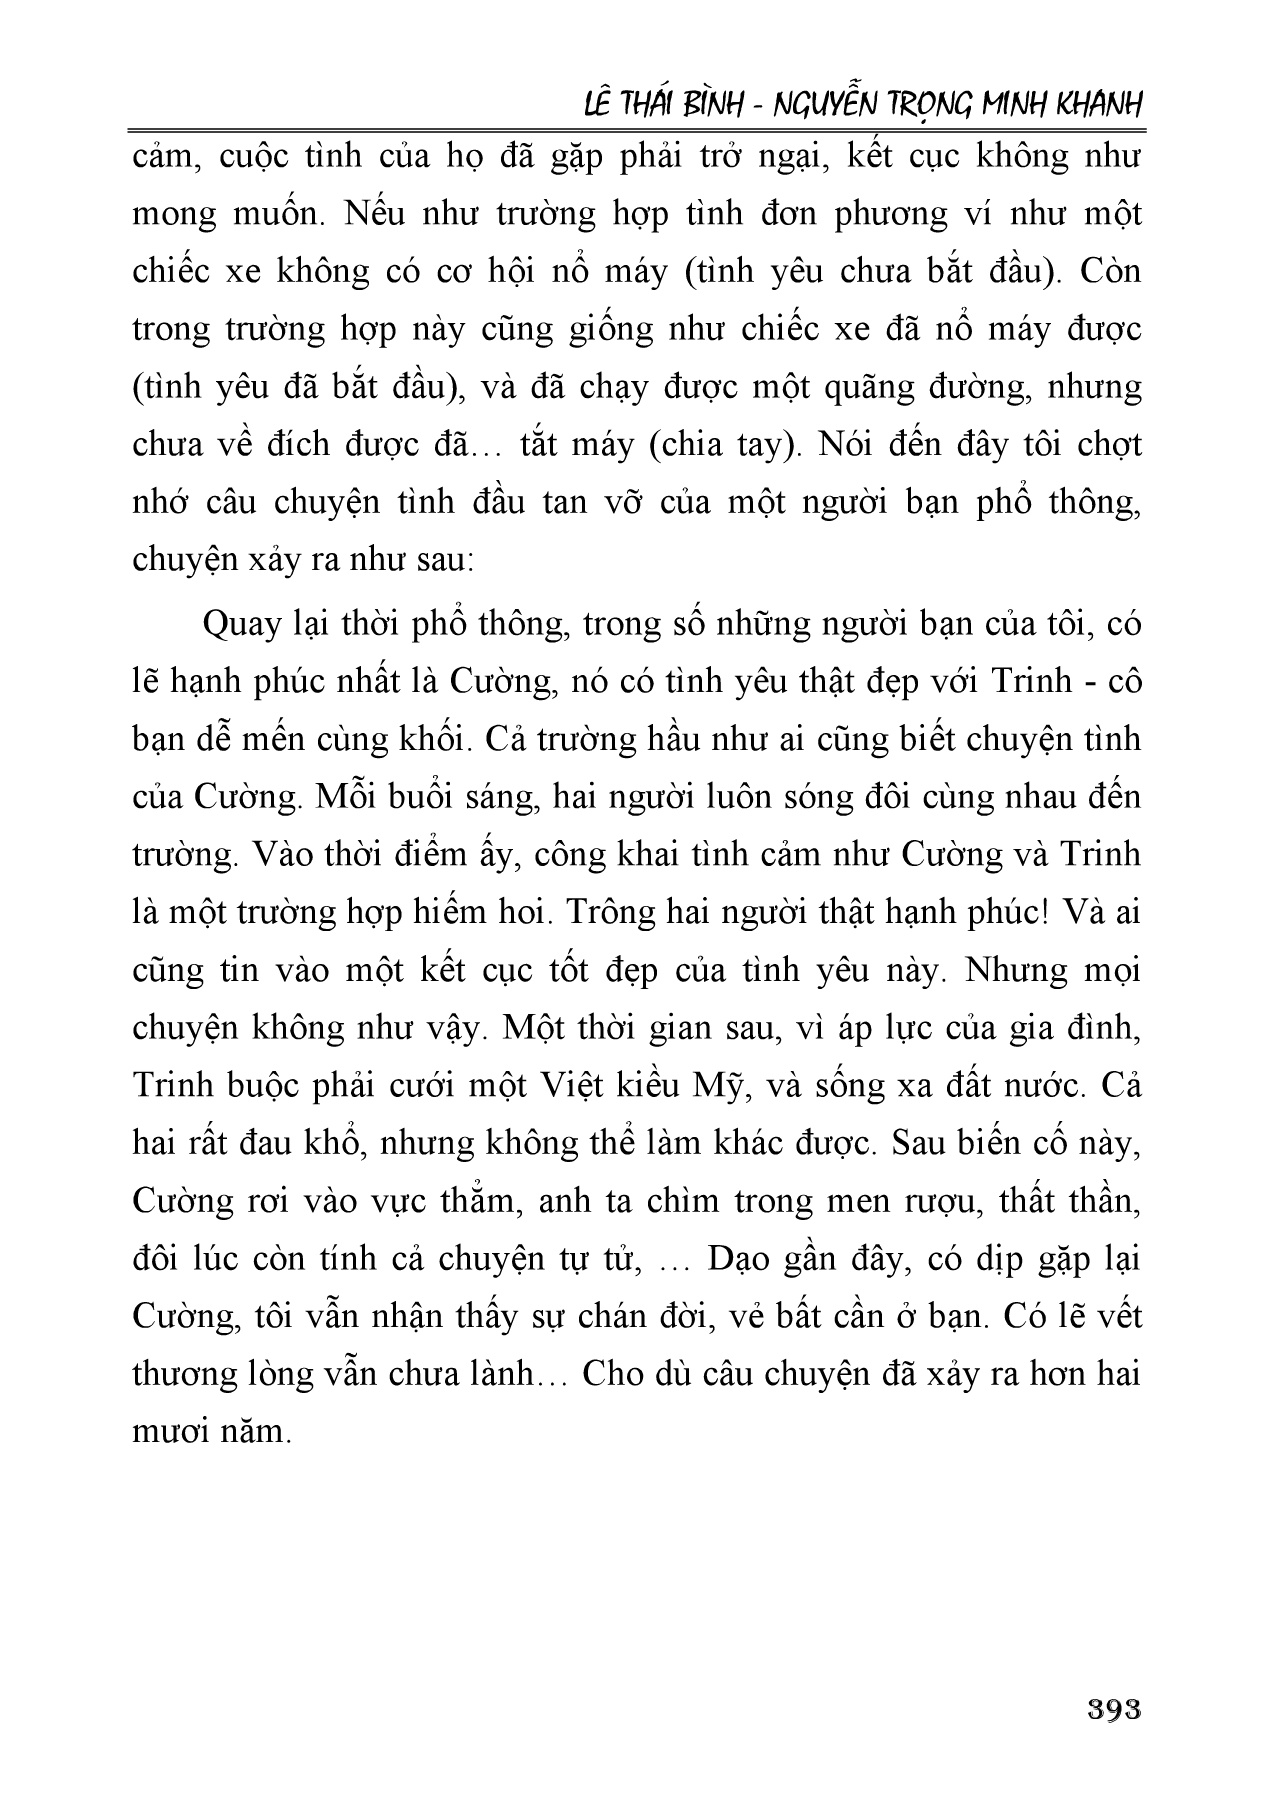 LÊ THÁI BÌNH - NGUYỄN TRỌNG MINH KHANH
cảm, cuộc tình của họ đã gặp phải trở ngại, kết cục không như
mong muốn. Nếu như trường hợp tình đơn phương ví như một
chiếc xe không có cơ hội nổ máy (tình yêu chưa bắt đầu). Còn
trong trường hợp này cũng giống như chiếc xe đã nổ máy được
(tình yêu đã bắt đầu), và đã chạy được một quãng đường, nhưng
chưa về đích được đã… tắt máy (chia tay). Nói đến đây tôi chợt
nhớ câu chuyện tình đầu tan vỡ của một người bạn phổ thông,
chuyện xảy ra như sau:
Quay lại thời phổ thông, trong số những người bạn của tôi, có
lẽ hạnh phúc nhất là Cường, nó có tình yêu thật đẹp với Trinh - cô
bạn dễ mến cùng khối. Cả trường hầu như ai cũng biết chuyện tình
của Cường. Mỗi buổi sáng, hai người luôn sóng đôi cùng nhau đến
trường. Vào thời điểm ấy, công khai tình cảm như Cường và Trinh
là một trường hợp hiếm hoi. Trông hai người thật hạnh phúc! Và ai
cũng tin vào một kết cục tốt đẹp của tình yêu này. Nhưng mọi
chuyện không như vậy. Một thời gian sau, vì áp lực của gia đình,
Trinh buộc phải cưới một Việt kiều Mỹ, và sống xa đất nước. Cả
hai rất đau khổ, nhưng không thể làm khác được. Sau biến cố này,
Cường rơi vào vực thẳm, anh ta chìm trong men rượu, thất thần,
đôi lúc còn tính cả chuyện tự tử, … Dạo gần đây, có dịp gặp lại
Cường, tôi vẫn nhận thấy sự chán đời, vẻ bất cần ở bạn. Có lẽ vết
thương lòng vẫn chưa lành… Cho dù câu chuyện đã xảy ra hơn hai
mươi năm.
393